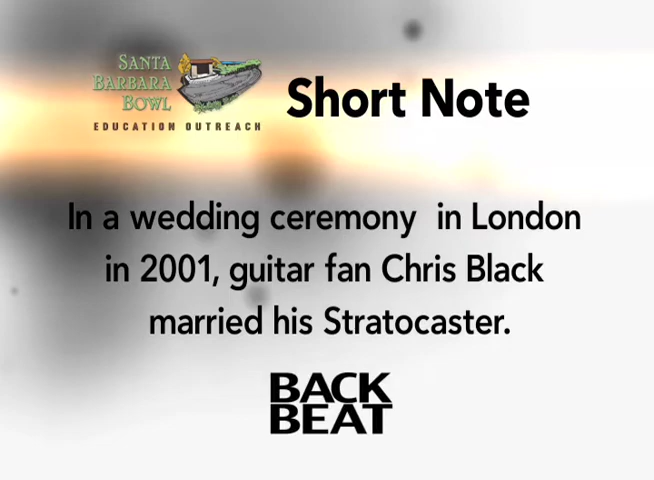 SANTA
BARBARA
BOWL
EDUCATION OUTREACH
Short Note
In a wedding ceremony in London
in 2001, guitar fan Chris Black
married his Stratocaster.
BACK
BEAT